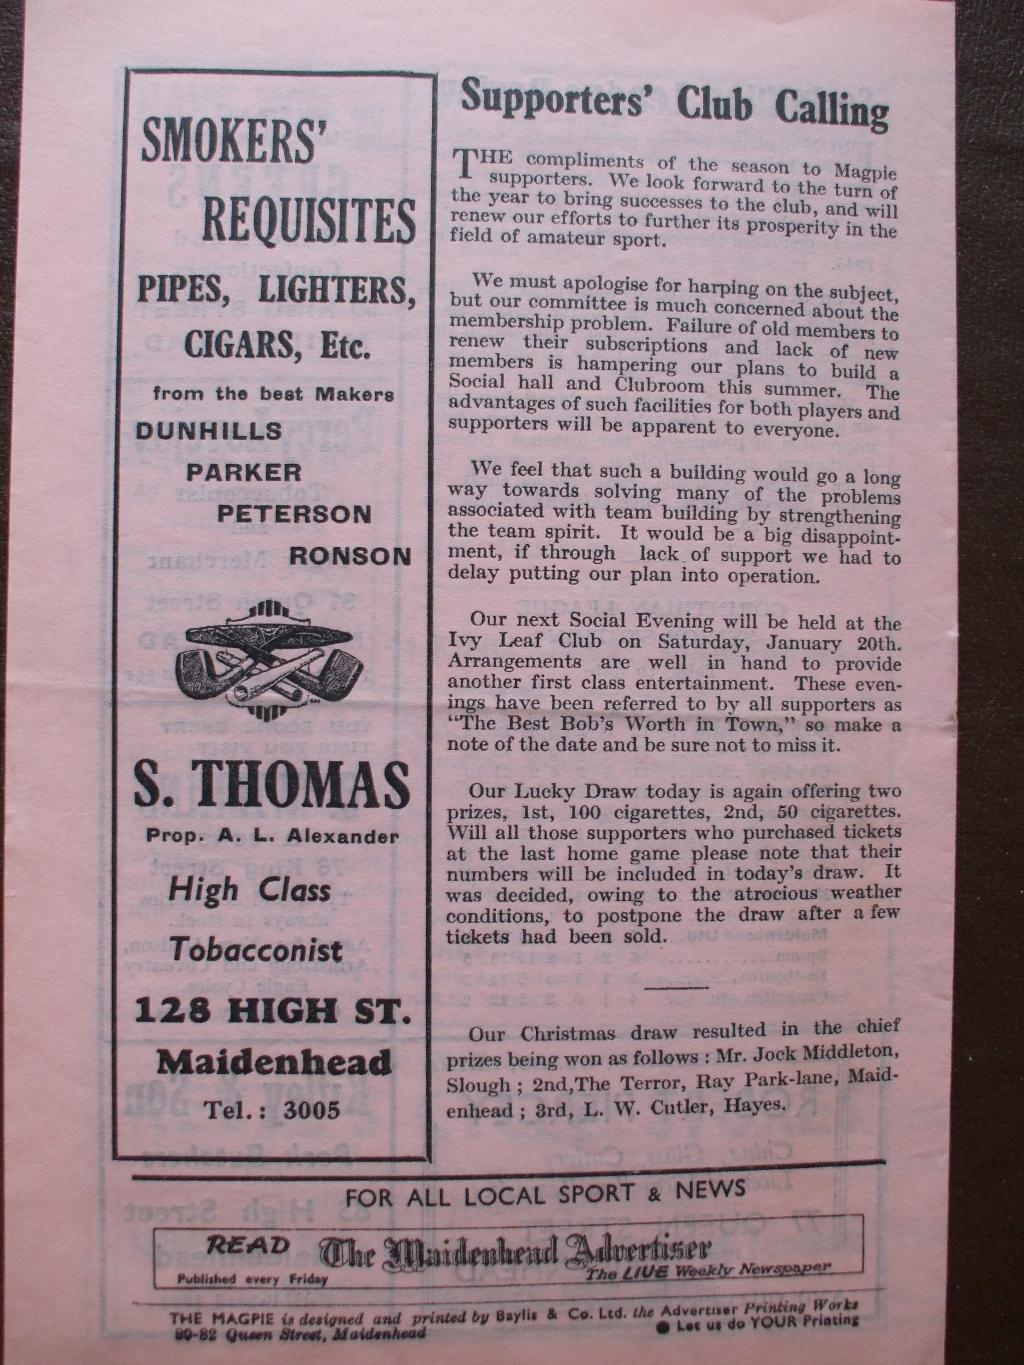 SMOKERS'
REQUISITES
PIPES, LIGHTERS,
CIGARS, Etc.
from the best Makers
DUNHILLS
PARKER
PETERSON
RONSON
S. THOMAS
Prop. A. L. Alexander
High Class
Tobacconist
128 HIGH ST.
Maidenhead
Tel.: 3005
Supporters' Club Calling
THE compliments of the season to Magpie
supporters. We look forward to the turn of
the year to bring successes to the club, and will
renew our efforts to further its prosperity in the
field of amateur sport.
We must apologise for harping on the subject,
but our committee is much concerned about the
membership problem. Failure of old members to
renew their subscriptions and lack of new
members is hampering our plans to build a
Social hall and Clubroom this summer. The
advantages of such facilities for both players and
supporters will be apparent to everyone.
We feel that such a building would go a long
way towards solving many of the problems
associated with team building by strengthening
the team spirit. It would be a big disappoint-
ment, if through lack of support we had to
delay putting our plan into operation.
Our next Social Evening will be held at the
Ivy Leaf Club on Saturday, January 20th.
Arrangements are well in hand to provide
another first class entertainment. These even-
ings have been referred to by all supporters as
"The Best Bob's Worth in Town," so make a
note of the date and be sure not to miss it.
Our Lucky Draw today is again offering two
prizes, 1st, 100 cigarettes, 2nd, 50 cigarettes.
Will all those supporters who purchased tickets
at the last home game please note that their
numbers will be included in today's draw. It
was decided, owing to the atrocious weather
conditions, to postpone the draw after a few
tickets had been sold.
Our Christmas draw resulted in the chief
prizes being won as follows : Mr. Jock Middleton,
Slough ; 2nd,The Terror, Ray Park-lane, Maid-
enhead ; 3rd, L. W. Cutler, Hayes.
FOR ALL LOCAL SPORT & NEWS
READ The Maidenhead Advertiser
Published every Friday The LIVE Weekly Newspaper
THE MAGPIE is designed and printed by Baylis & Co. Ltd. the Advertiser Printing Works
80-82 Queen Street, Maidenhead ● Let us do YOUR Printing